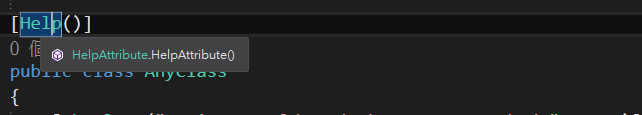 [Help()]
0 個
HelpAttribute.HelpAttribute()
public class AnyClass
{